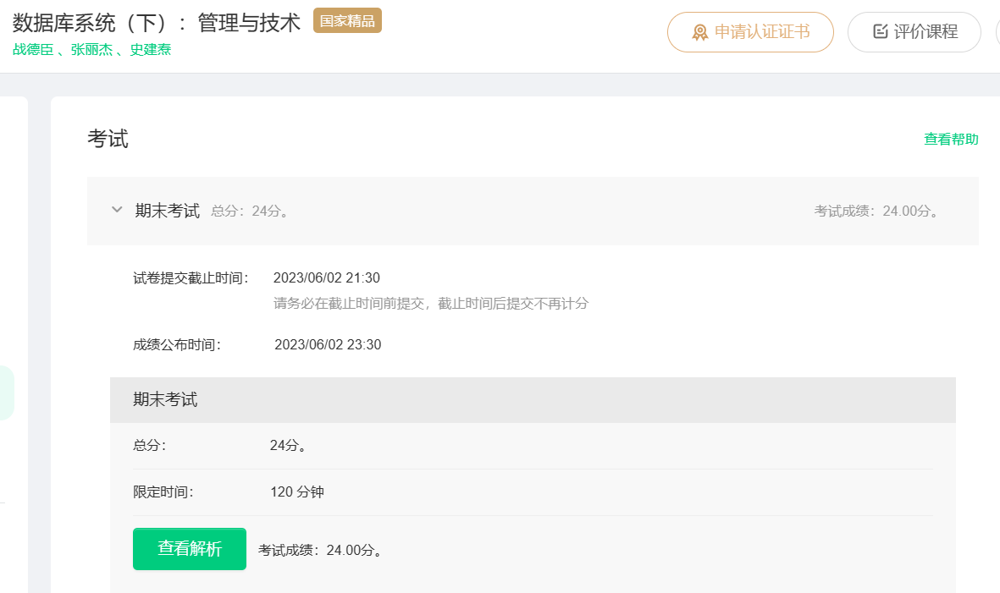 数据库系统（下）：管理与技术 国家精品
战德臣 、张丽杰 、史建焘
申请认证证书 评价课程
考试 查看帮助
期末考试 总分：24分。 考试成绩：24.00分。
试卷提交截止时间： 2023/06/02 21:30
请务必在截止时间前提交，截止时间后提交不再计分
成绩公布时间： 2023/06/02 23:30
期末考试
总分： 24分。
限定时间： 120 分钟
查看解析 考试成绩：24.00分。